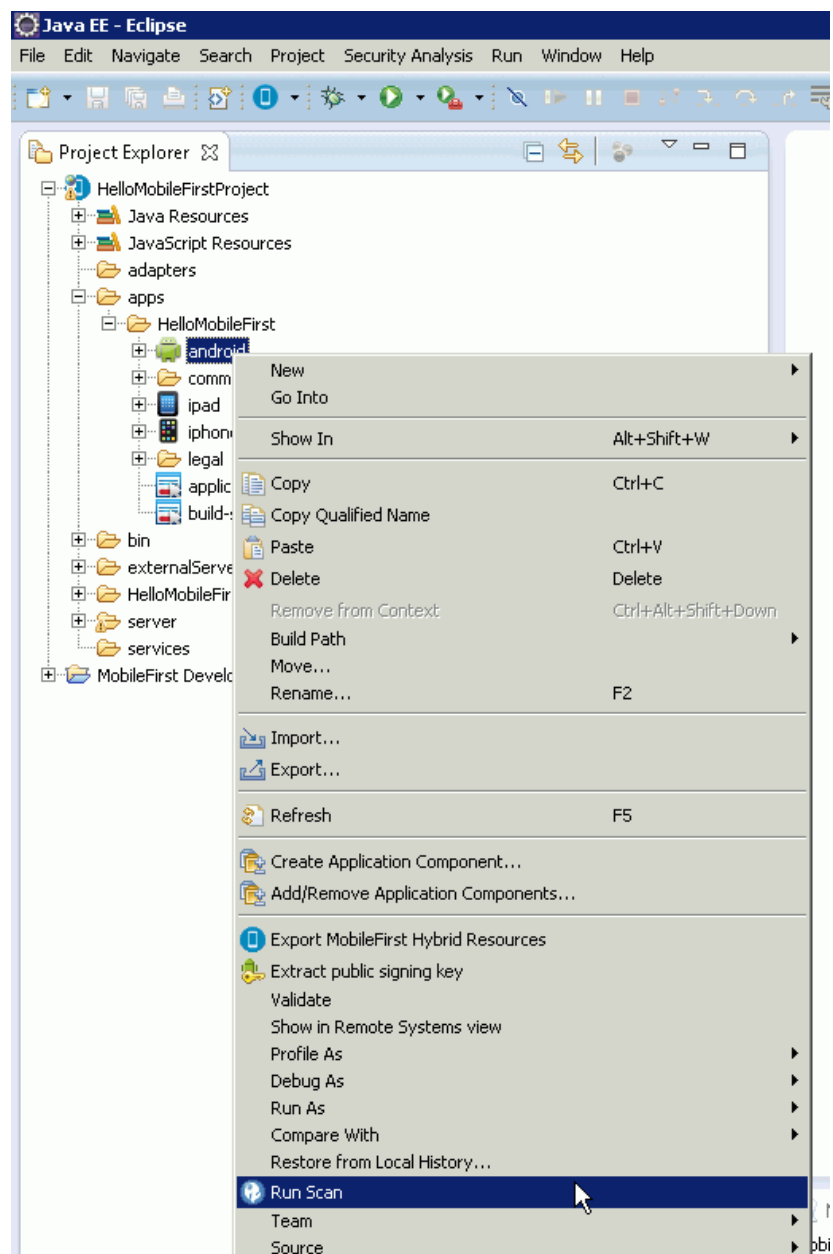 Java EE - Eclipse
File Edit Navigate Search Project Security Analysis Run Window Help
Project Explorer
HelloMobileFirstProject
Java Resources
JavaScript Resources
adapters
apps
HelloMobileFirst
android
comm
ipad
iphon
legal
applic
build-s
bin
externalServe
HelloMobileFir
server
services
MobileFirst Develo
New
Go Into
Show In Alt+Shift+W
Copy Ctrl+C
Copy Qualified Name
Paste Ctrl+V
Delete Delete
Remove from Context Ctrl+Alt+Shift+Down
Build Path
Move...
Rename... F2
Import...
Export...
Refresh F5
Create Application Component...
Add/Remove Application Components...
Export MobileFirst Hybrid Resources
Extract public signing key
Validate
Show in Remote Systems view
Profile As
Debug As
Run As
Compare With
Restore from Local History...
Run Scan
Team
Source